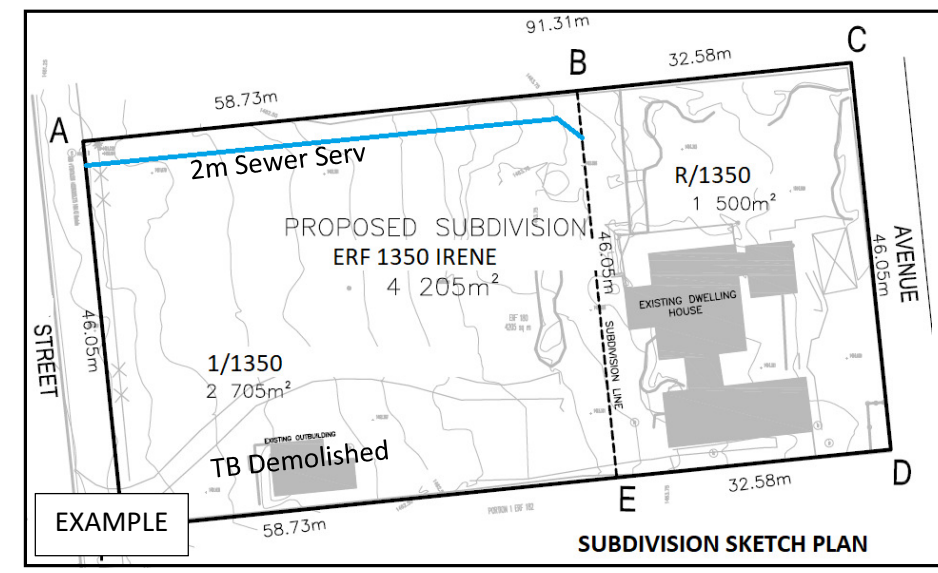 91.31m
C
B
32.58m
58.73m
A
2m Sewer Serv
R/1350
1 500m²
PROPOSED SUBDIVISION
ERF 1350 IRENE
4 205m²
46.05m
46.05m
AVENUE
EXISTING DWELLING
HOUSE
STREET
46.05m
SUBDIVISION LINE
1/1350
2 705m²
EXISTING OUTBUILDING
TB Demolished
32.58m
D
E
EXAMPLE
58.73m
SUBDIVISION SKETCH PLAN